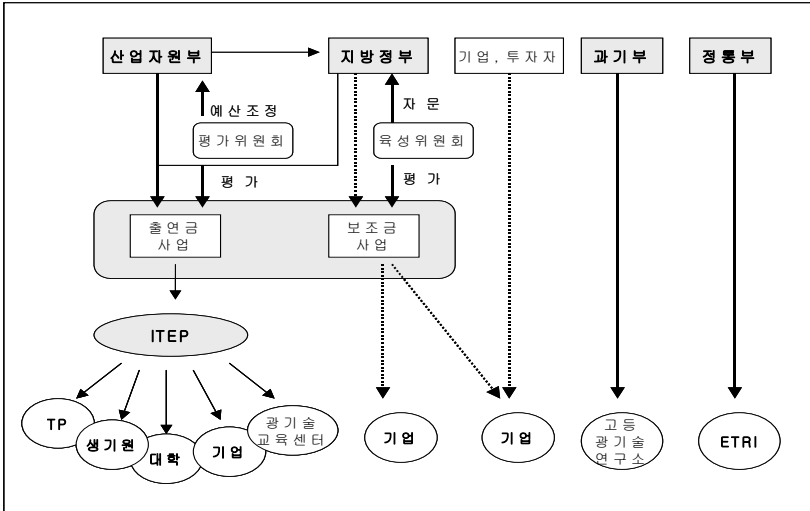 산업자원부
지방정부
기업, 투자자
과기부
정통부
예산조정
자 문
평가위원회
육성위원회
평 가
평 가
출연금
사업
보조금
사업
ITEP
TP
생기원
대학
기업
광기술
교육센터
기업
기업
고등
광기술
연구소
ETRI